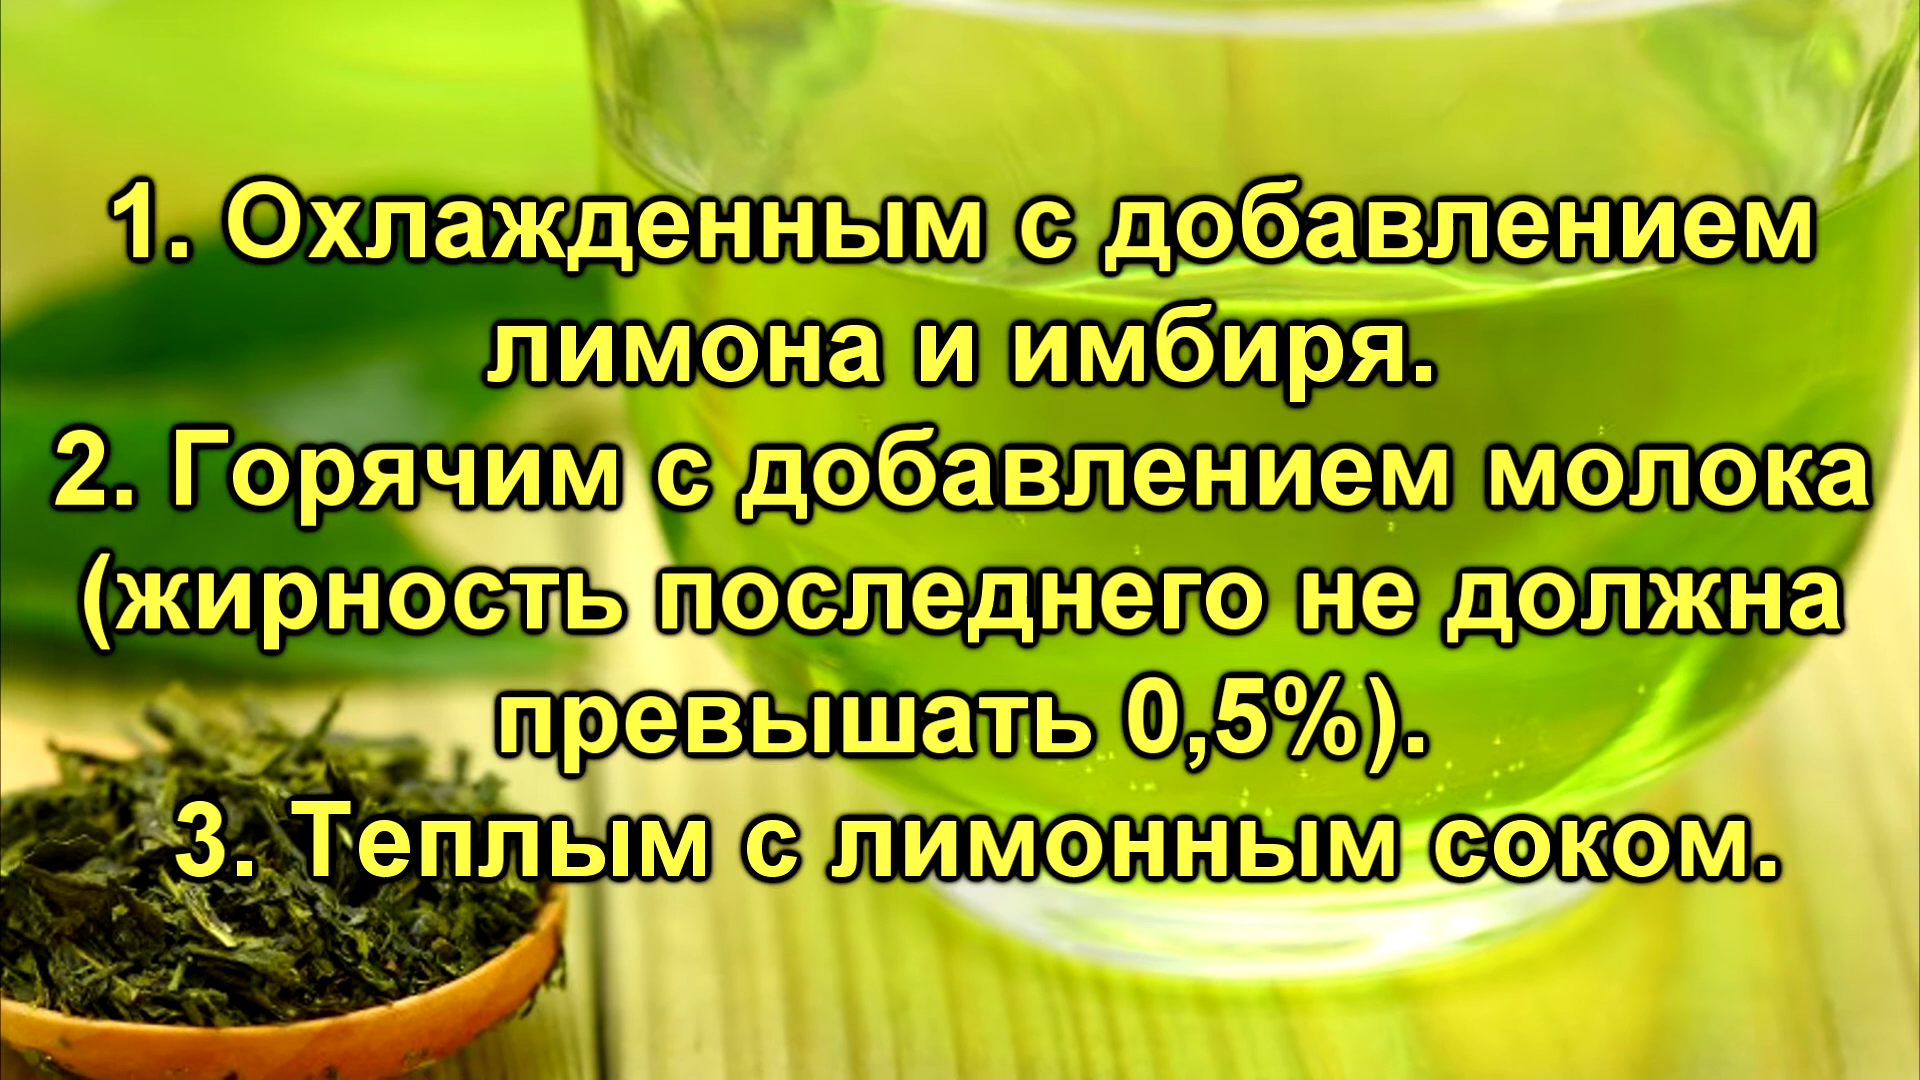 1. Охлажденным с добавлением
лимона и имбиря.
2. Горячим с добавлением молока
(жирность последнего не должна
превышать 0,5%).
3. Теплым с лимонным соком.